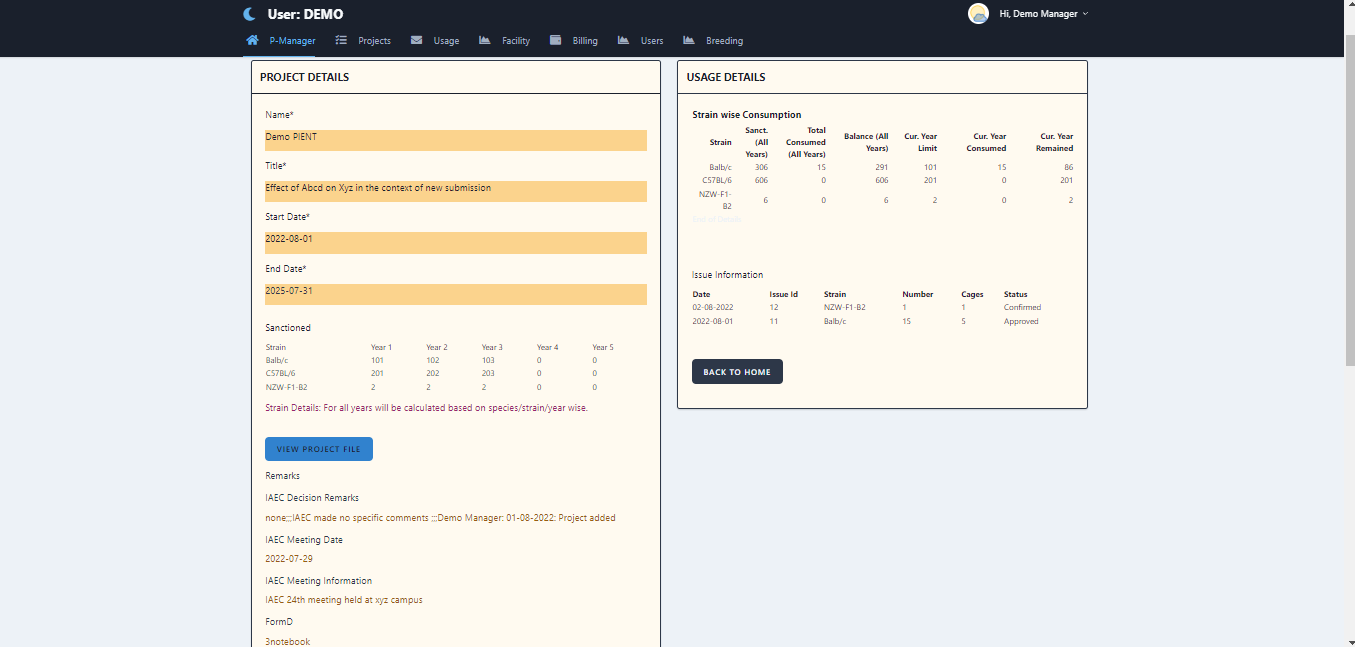 User: DEMO
Hi, Demo Manager
P-Manager Projects Usage Facility Billing Users Breeding
PROJECT DETAILS
Name*
Demo PIENT
Title*
Effect of Abcd on Xyz in the context of new submission
Start Date*
2022-08-01
End Date*
2025-07-31
Sanctioned
Strain Year 1 Year 2 Year 3 Year 4 Year 5
Balb/c 101 102 103 0 0
C57BL/6 201 202 203 0 0
NZW-F1-B2 2 2 2 0 0
Strain Details: For all years will be calculated based on species/strain/year wise.
VIEW PROJECT FILE
Remarks
IAEC Decision Remarks
none;;;IAEC made no specific comments ;;;Demo Manager: 01-08-2022: Project added
IAEC Meeting Date
2022-07-29
IAEC Meeting Information
IAEC 24th meeting held at xyz campus
FormD
3notebook
USAGE DETAILS
Strain wise Consumption
Strain Sanct. (All Years) Total Consumed (All Years) Balance (All Years) Cur. Year Limit Cur. Year Consumed Cur. Year Remained
Balb/c 306 15 291 101 15 86
C57BL/6 606 0 606 201 0 201
NZW-F1-B2 6 0 6 2 0 2
Issue Information
Date Issue Id Strain Number Cages Status
02-08-2022 12 NZW-F1-B2 1 1 Confirmed
2022-08-01 11 Balb/c 15 5 Approved
BACK TO HOME